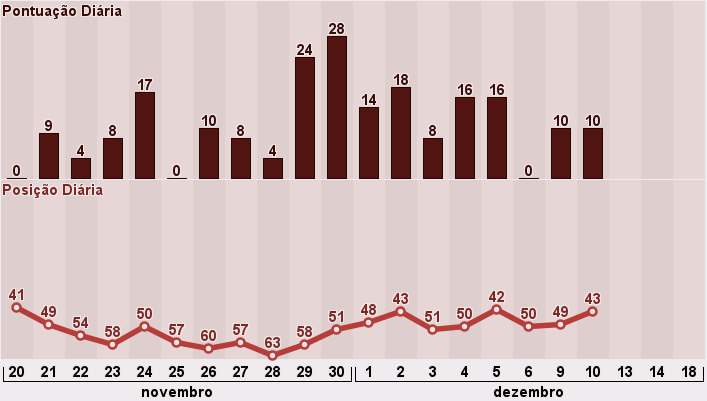 Pontuação Diária
0 9 4 8 17 0 10 8 4 24 28 14 18 8 16 16 0 10 10
Posição Diária
41 49 54 58 50 57 60 57 63 58 51 48 43 51 50 42 50 49 43
20 21 22 23 24 25 26 27 28 29 30 1 2 3 4 5 6 9 10 13 14 18
novembro dezembro